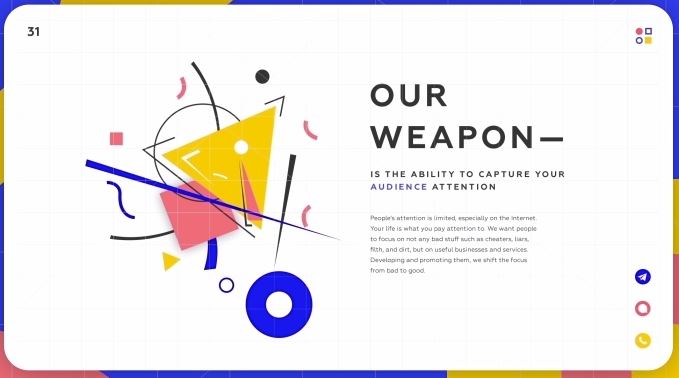 31
OUR
WEAPON—
IS THE ABILITY TO CAPTURE YOUR
AUDIENCE ATTENTION
People's attention is limited, especially on the Internet.
Your life is what you pay attention to. We want people
to focus on not any bad stuff such as cheaters, liars,
filth, and dirt, but on useful businesses and services.
Developing and promoting them, we shift the focus
from bad to good.